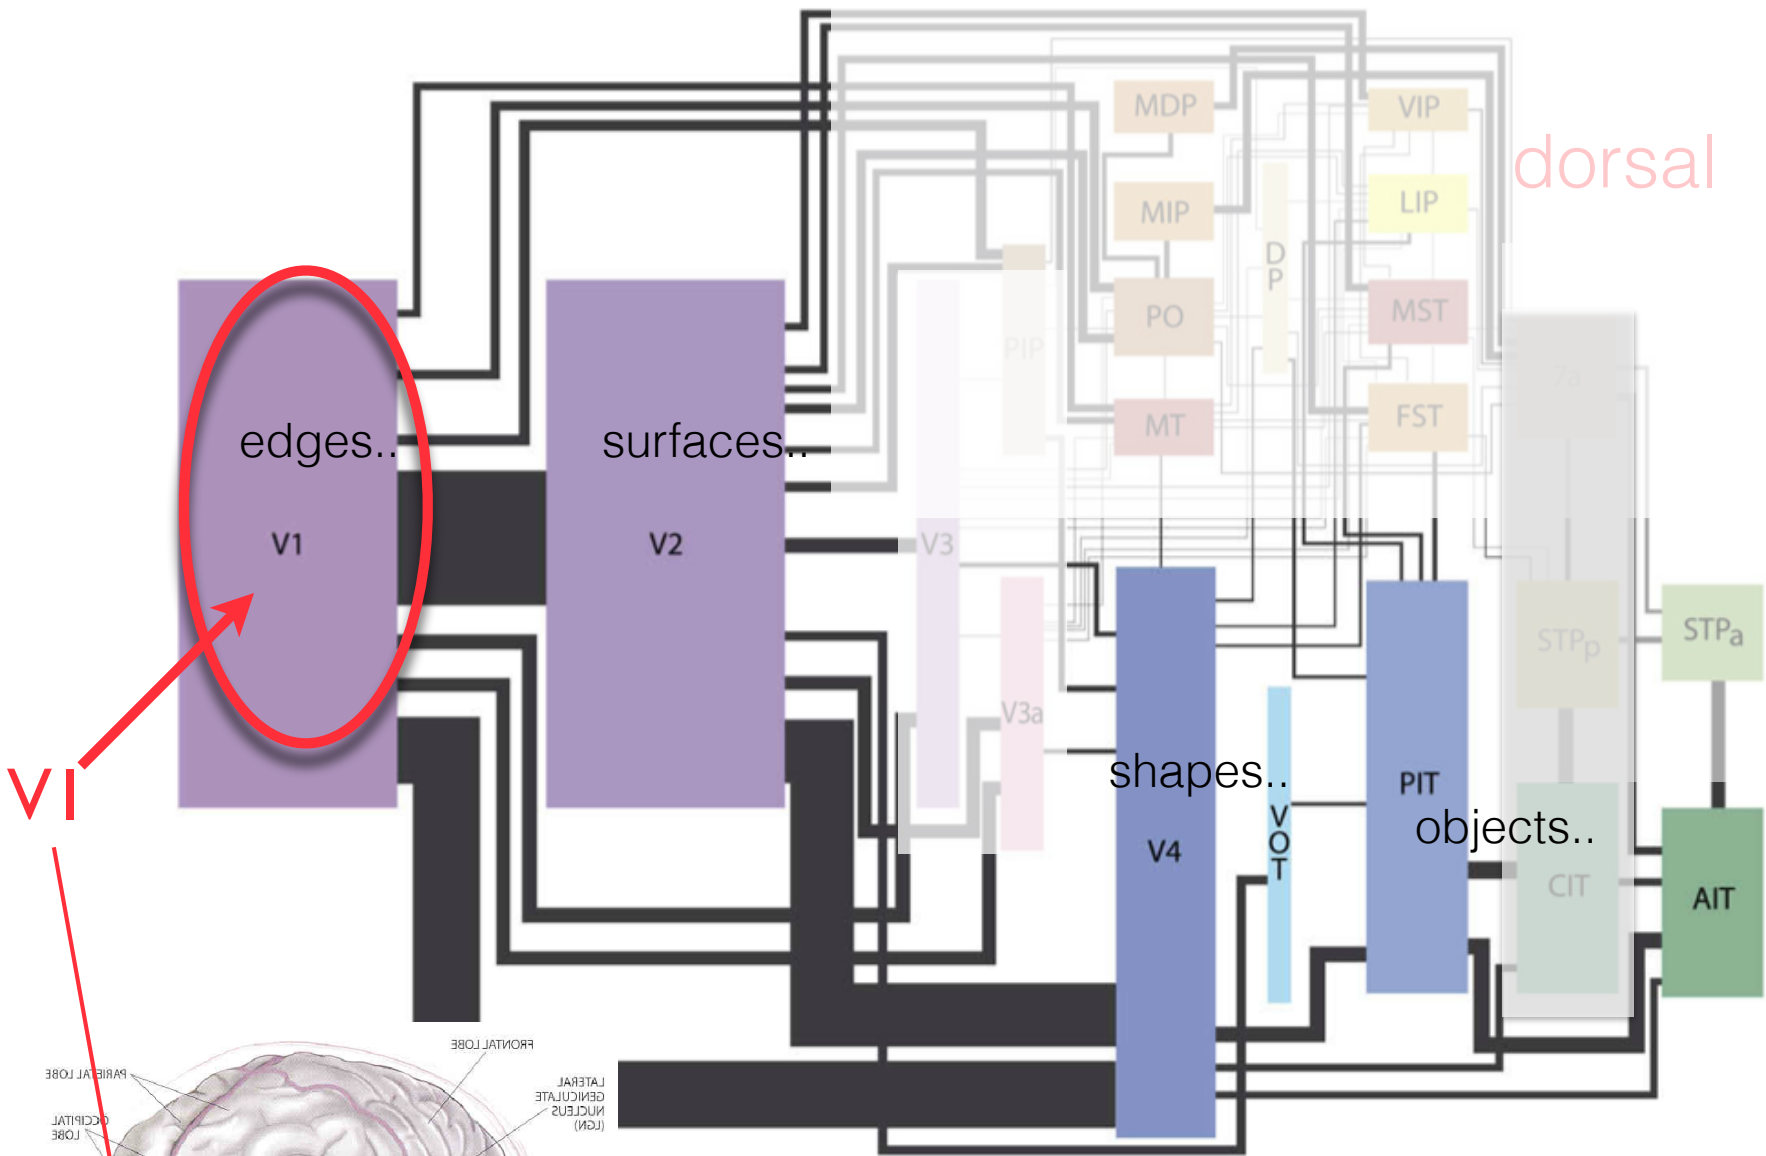 MDP
VIP
dorsal
MIP
LIP
DP
PO
MST
PIP
7a
MT
FST
edges..
surfaces..
V1
V2
V3
STPp
STPa
V3a
shapes..
PIT
V1
objects..
VOT
V4
CIT
AIT
FRONTAL LOBE
PARIETAL LOBE
LATERAL
GENICULATE
NUCLEUS
(LGN)
OCCIPITAL
LOBE